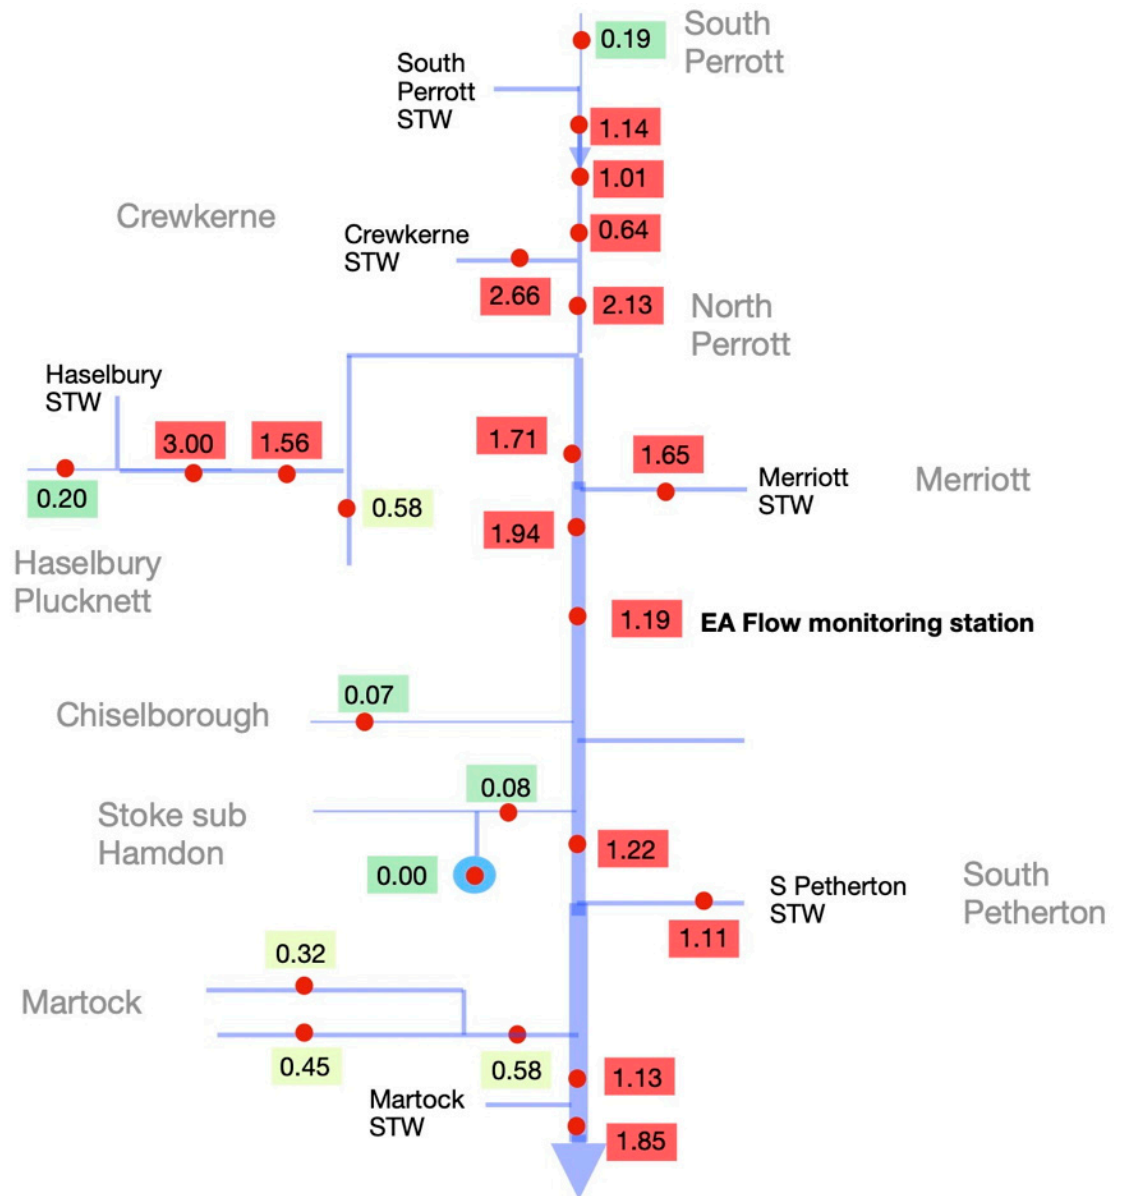 South
Perrott
0.19
South
Perrott
STW
1.14
1.01
Crewkerne
0.64
Crewkerne
STW
2.66
2.13
North
Perrott
Haselbury
STW
3.00
1.56
1.71
1.65
Merriott
STW
Merriott
0.20
0.58
1.94
Haselbury
Plucknett
1.19
EA Flow monitoring station
0.07
Chiselborough
0.08
Stoke sub
Hamdon
1.22
0.00
S Petherton
STW
South
Petherton
1.11
0.32
Martock
0.45
0.58
1.13
Martock
STW
1.85